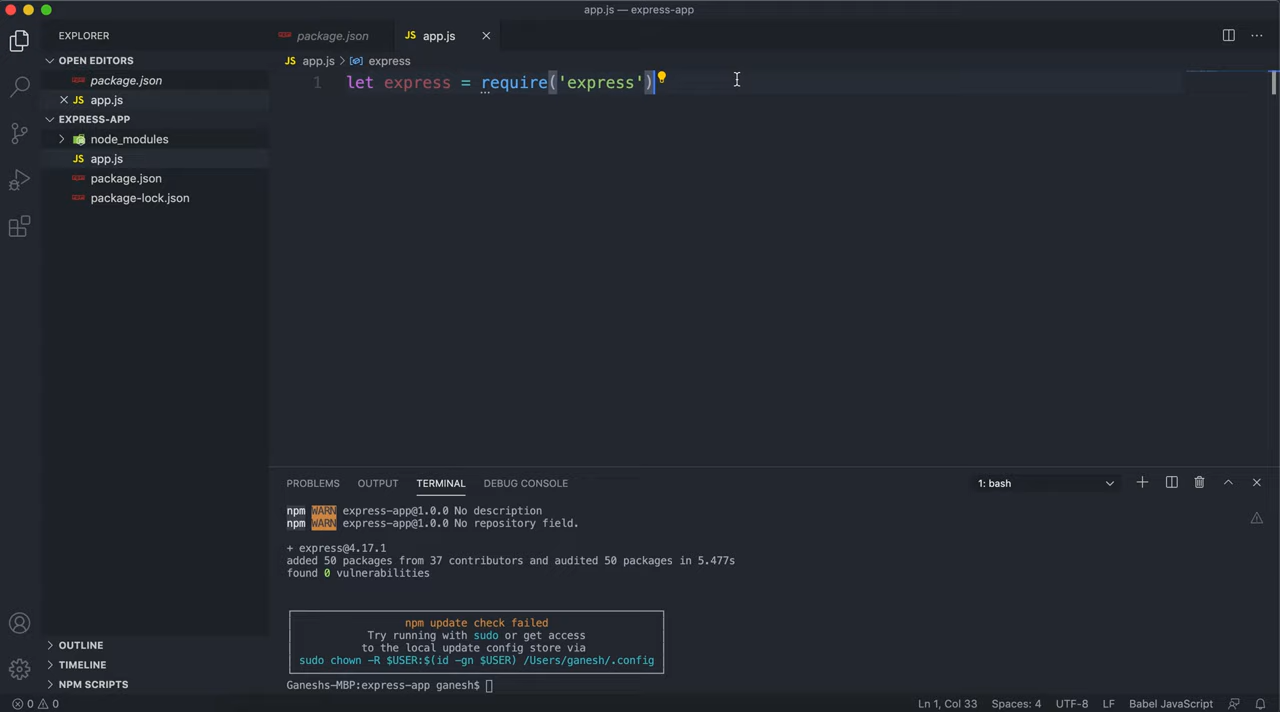 app.js — express-app
EXPLORER
package.json
JS app.js
OPEN EDITORS
package.json
JS app.js
EXPRESS-APP
node_modules
JS app.js
package.json
package-lock.json
OUTLINE
TIMELINE
NPM SCRIPTS
JS app.js > express
1 let express = require('express')
PROBLEMS OUTPUT TERMINAL DEBUG CONSOLE
1: bash
npm WARN express-app@1.0.0 No description
npm WARN express-app@1.0.0 No repository field.
+ express@4.17.1
added 50 packages from 37 contributors and audited 50 packages in 5.477s
found 0 vulnerabilities
npm update check failed
Try running with sudo or get access
to the local update config store via
sudo chown -R $USER:$(id -gn $USER) /Users/ganesh/.config
Ganeshs-MBP:express-app ganesh$
0 0
Ln 1, Col 33 Spaces: 4 UTF-8 LF Babel JavaScript